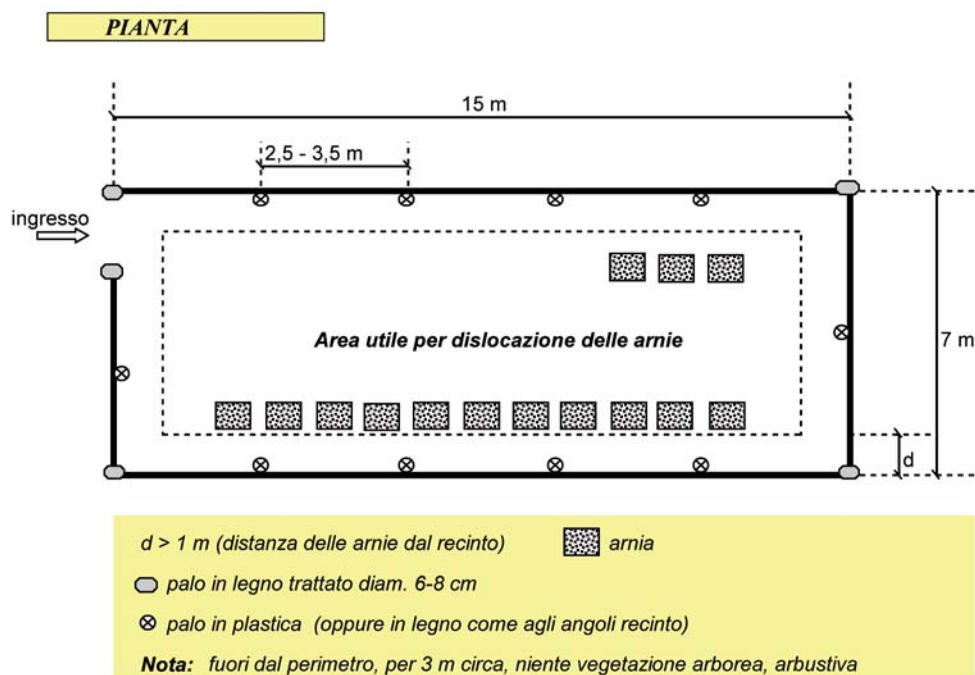 PIANTA
15 m
2,5 - 3,5 m
ingresso
Area utile per dislocazione delle arnie
7 m
d
d > 1 m (distanza delle arnie dal recinto)
arnia
palo in legno trattato diam. 6-8 cm
palo in plastica (oppure in legno come agli angoli recinto)
Nota: fuori dal perimetro, per 3 m circa, niente vegetazione arborea, arbustiva